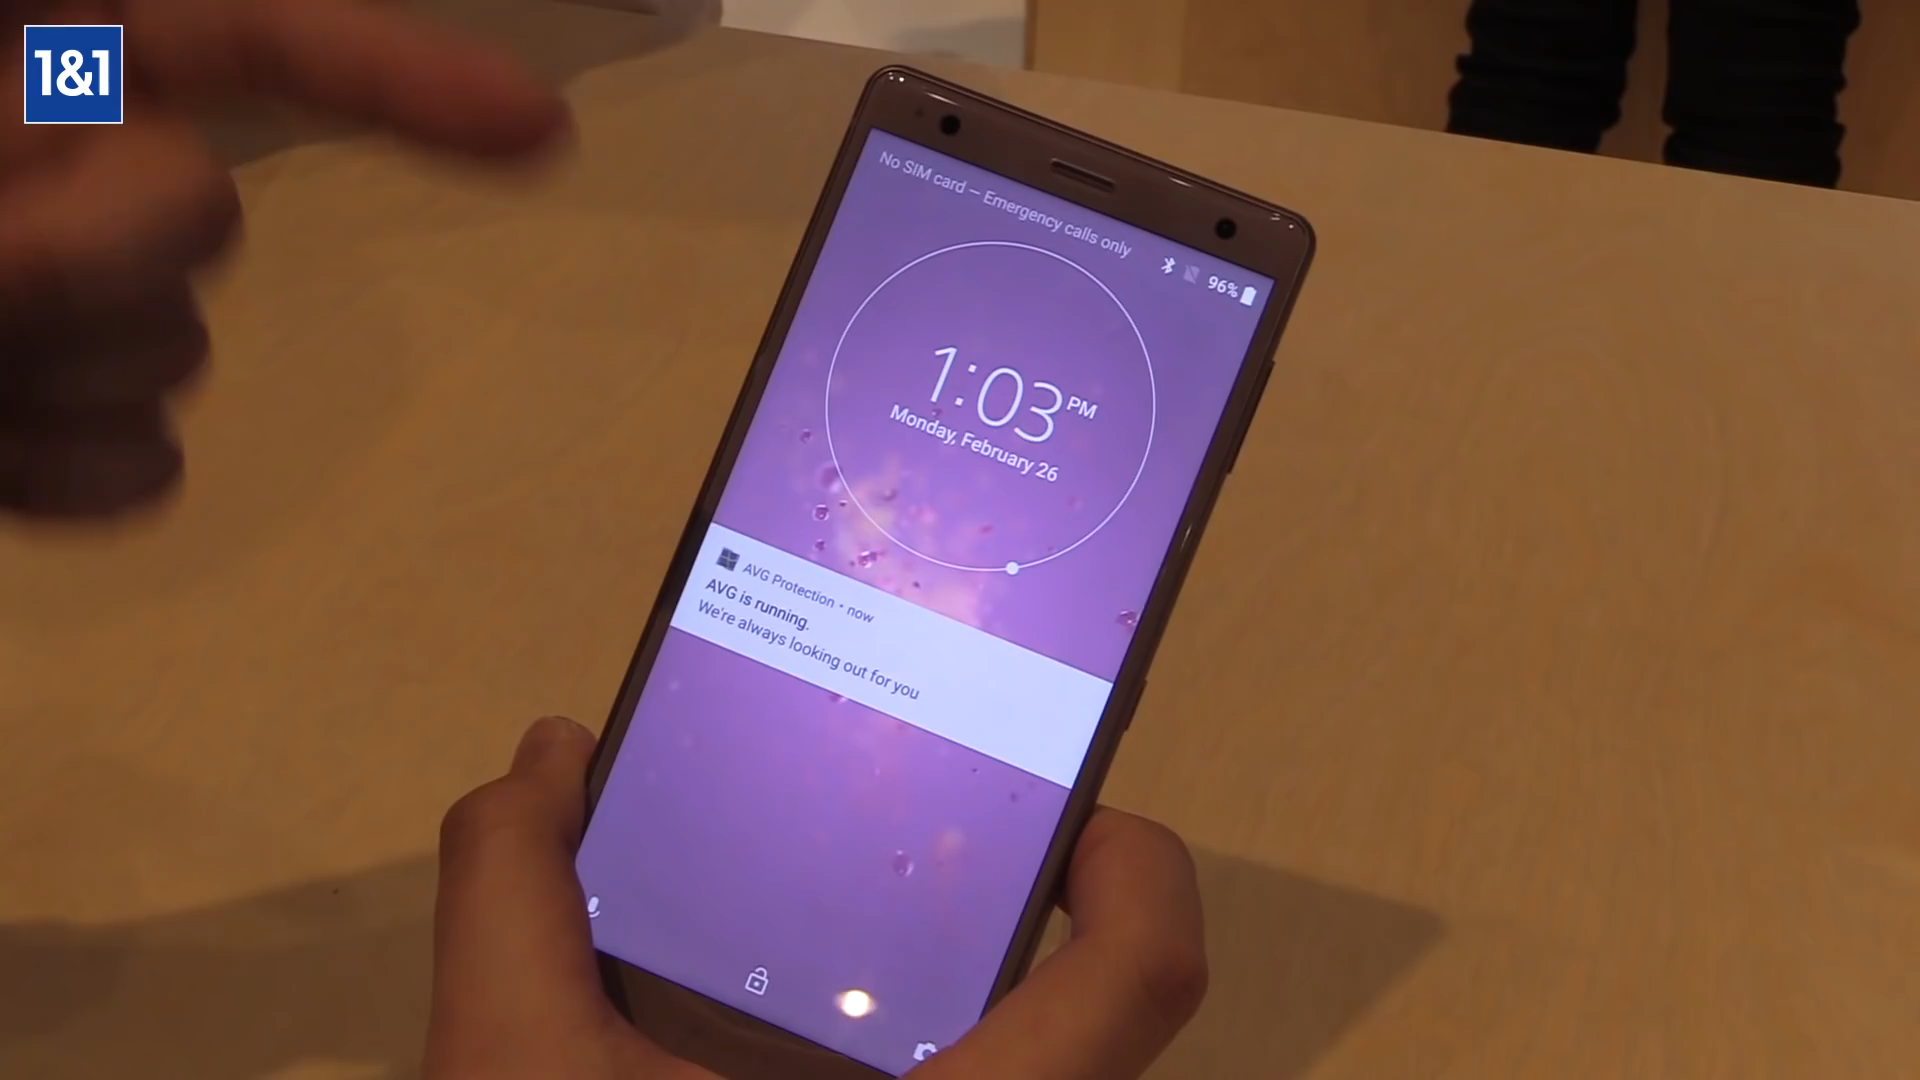 1&1
No SIM card – Emergency calls only
96%
1:03 PM
Monday, February 26
AVG Protection • now
AVG is running.
We're always looking out for you